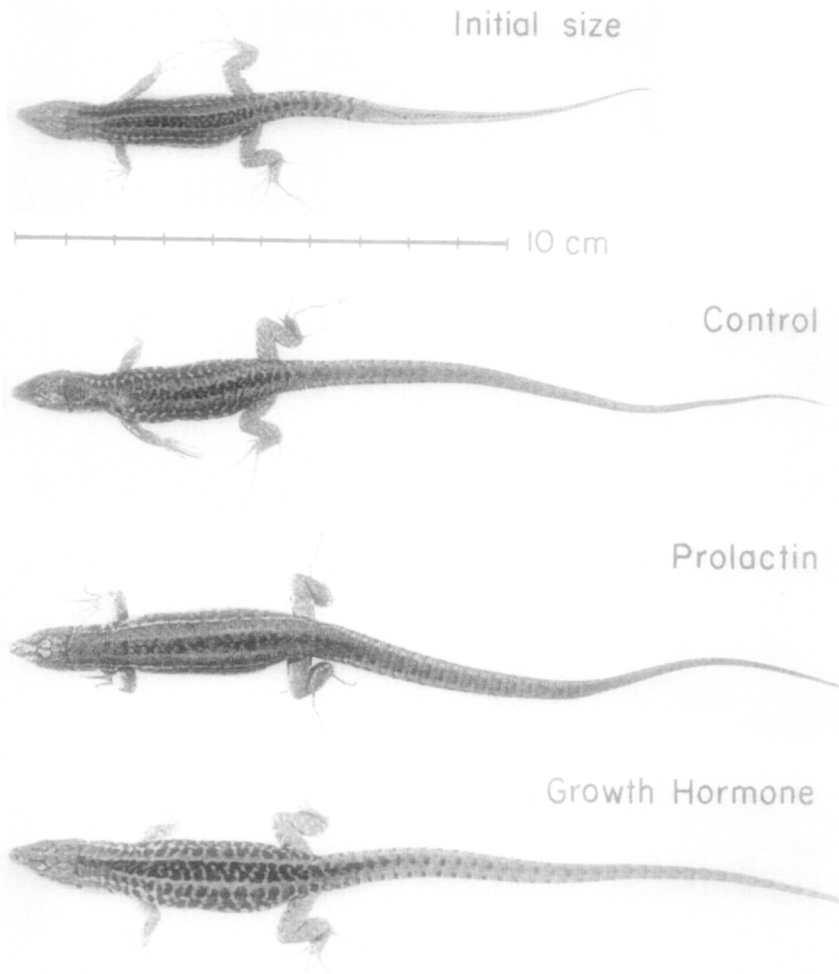 Initial size
10 cm
Control
Prolactin
Growth Hormone